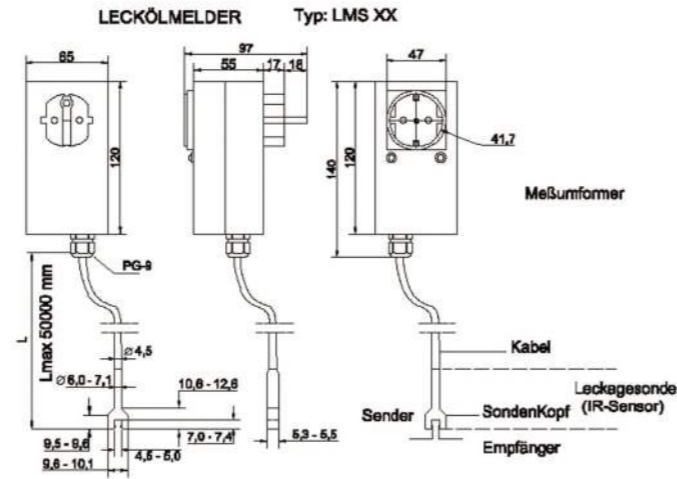 LECKÖLMELDER Typ: LMS XX
97
65
55
17
18
47
120
140
120
41,7
Meßumformer
PG-9
L
Lmax 50000 mm
ø4,5
ø6,0 - 7,1
10,6 - 12,6
Kabel
Leckagesonde
(IR-Sensor)
Sender
SondenKopf
7,0 - 7,4
5,3 - 5,5
Empfänger
9,5 - 9,6
4,5 - 5,0
9,6 - 10,1